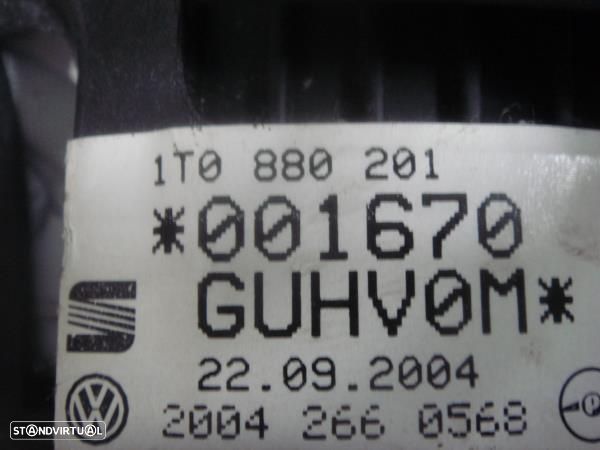 1T0 880 201
*001670
GUHV0M*
22.09.2004
2004 266 0568
STANDVIRTUAL